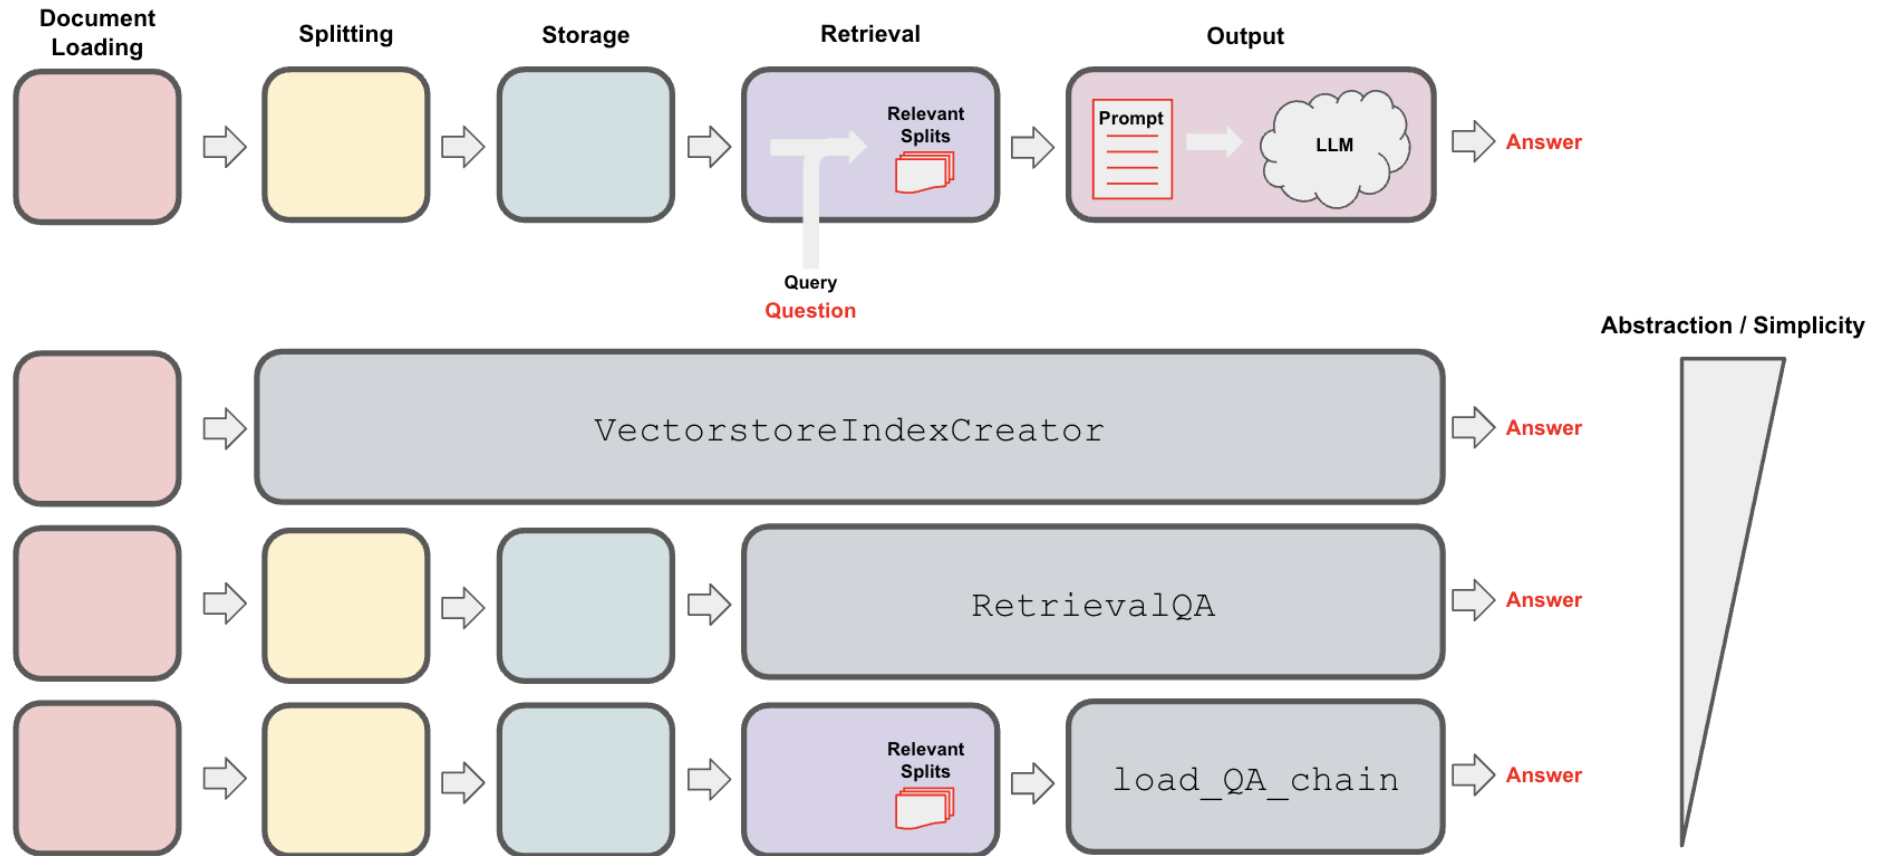 Document
Loading
Splitting
Storage
Retrieval
Output
Relevant
Splits
Prompt
LLM
Answer
Query
Question
Abstraction / Simplicity
VectorstoreIndexCreator
Answer
RetrievalQA
Answer
Relevant
Splits
load_QA_chain
Answer